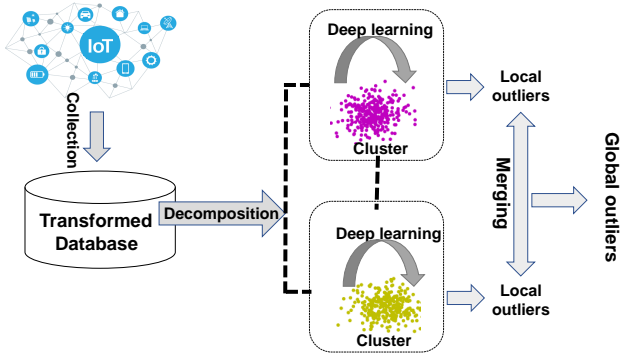 IoT
Collection
Transformed
Database
Decomposition
Deep learning
Cluster
Deep learning
Cluster
Local
outliers
Merging
Local
outliers
Global outliers